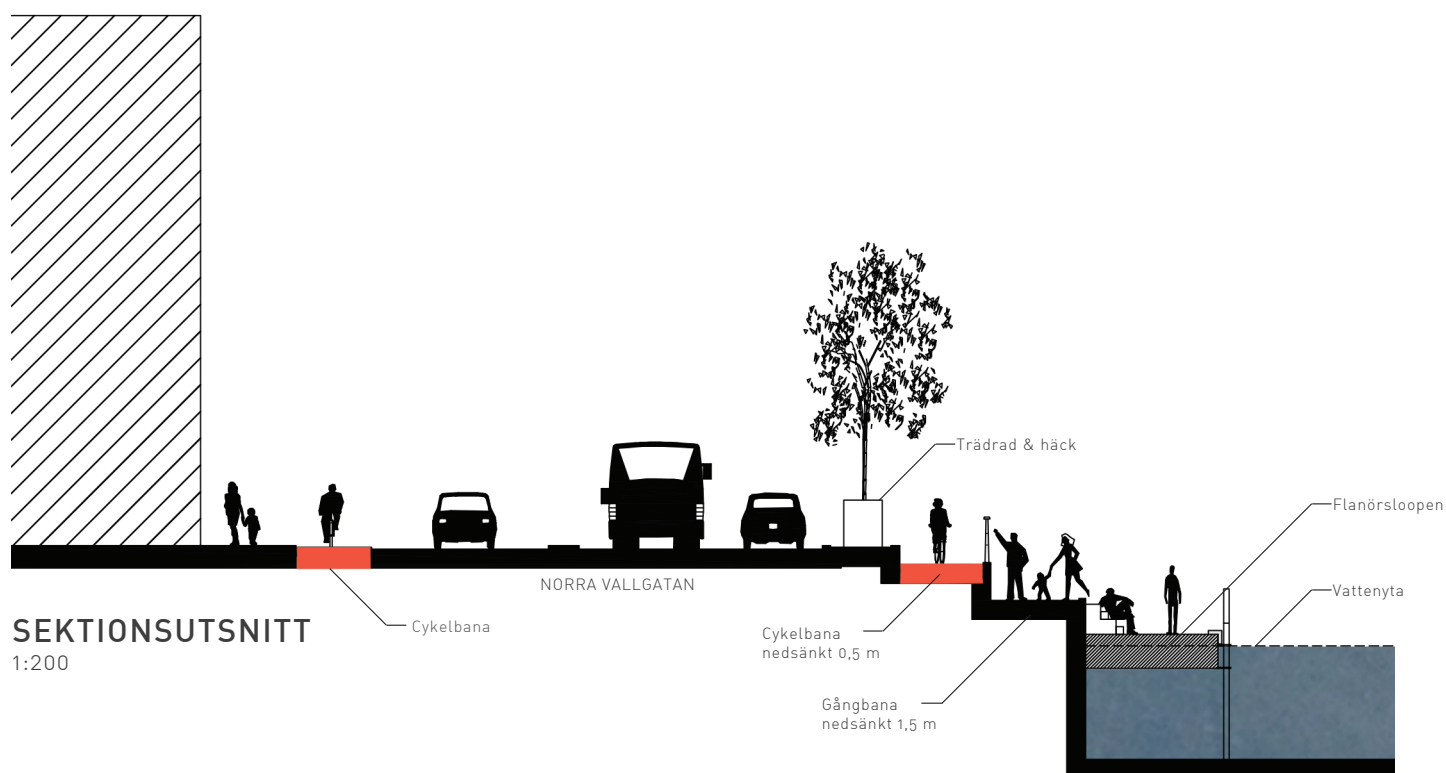 Trädrad & häck
Flanörsloopen
Vattenyta
NORRA VALLGATAN
SEKTIONSUTSNITT
1:200
Cykelbana
Cykelbana
nedsänkt 0,5 m
Gångbana
nedsänkt 1,5 m